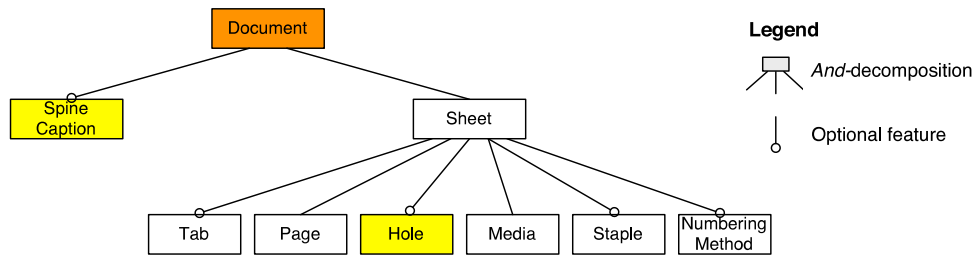 Document
Legend
And-decomposition
Spine
Caption
Sheet
Optional feature
Tab
Page
Hole
Media
Staple
Numbering
Method